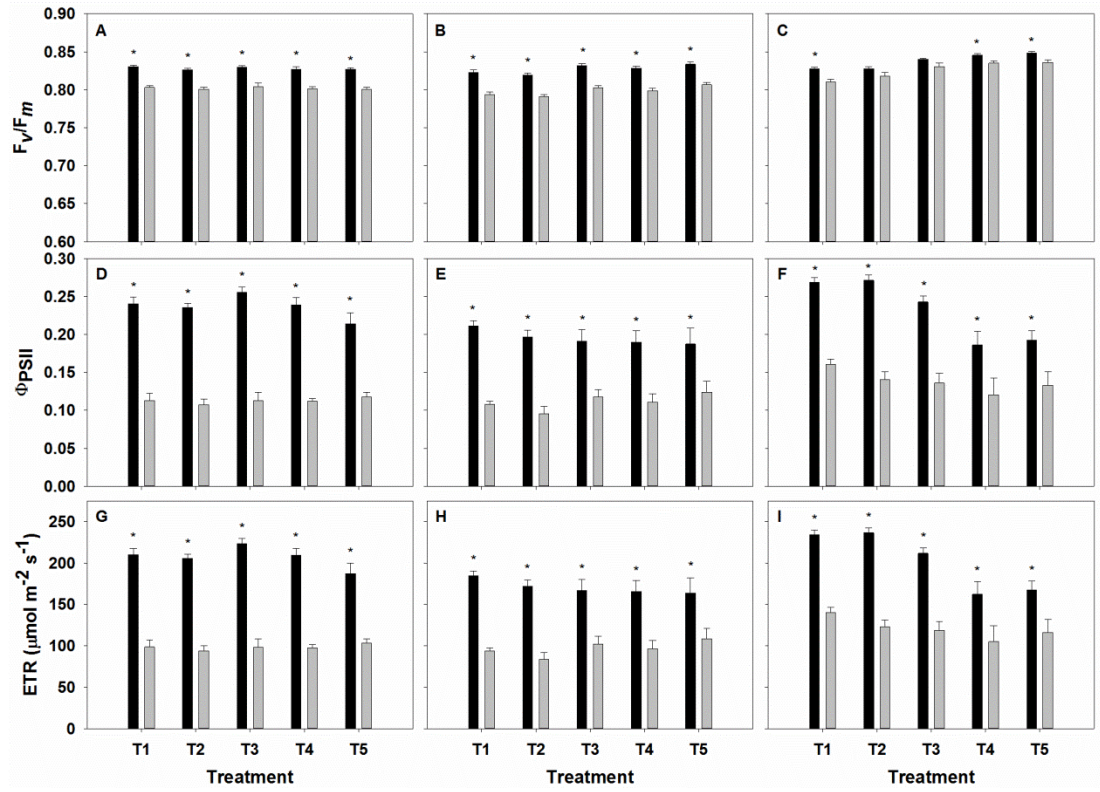 0.90
0.85
0.80
0.75
0.70
0.65
0.60
Fv/Fm
A
* * * * *
B
* * * * *
C
* * *
0.30
0.25
0.20
0.15
0.10
0.05
0.00
ΦPSII
D
* * * * *
E
* * * * *
F
* * * * *
250
200
150
100
50
0
ETR (μmol m-2 s-1)
G
* * * * *
H
* * * * *
I
* * * * *
T1 T2 T3 T4 T5
T1 T2 T3 T4 T5
T1 T2 T3 T4 T5
Treatment
Treatment
Treatment